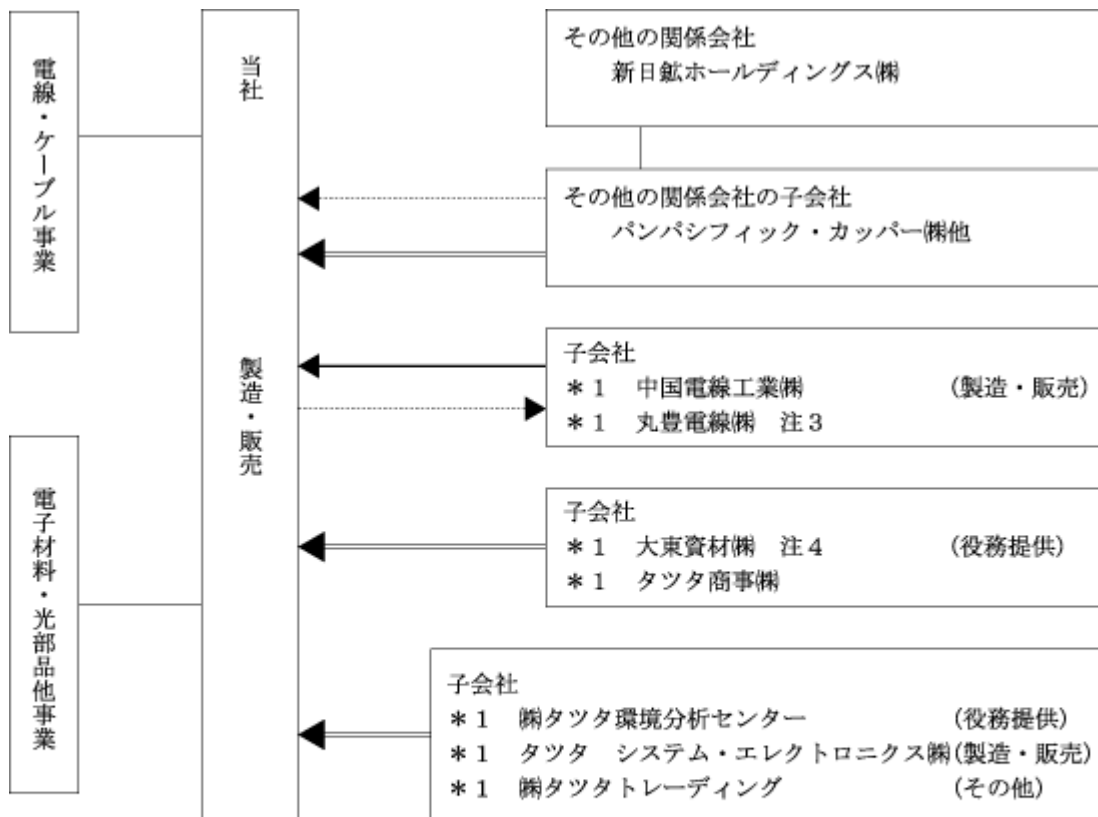 電線・ケーブル事業
電子材料・光部品他事業
当社
製造・販売
その他の関係会社
新日鉱ホールディングス㈱
その他の関係会社の子会社
パンパシフィック・カッパー㈱他
子会社
＊1　中国電線工業㈱　(製造・販売)
＊1　丸豊電線㈱　注3
子会社
＊1　大東資材㈱　注4　(役務提供)
＊1　タツタ商事㈱
子会社
＊1　㈱タツタ環境分析センター　(役務提供)
＊1　タツタ　システム・エレクトロニクス㈱(製造・販売)
＊1　㈱タツタトレーディング　(その他)